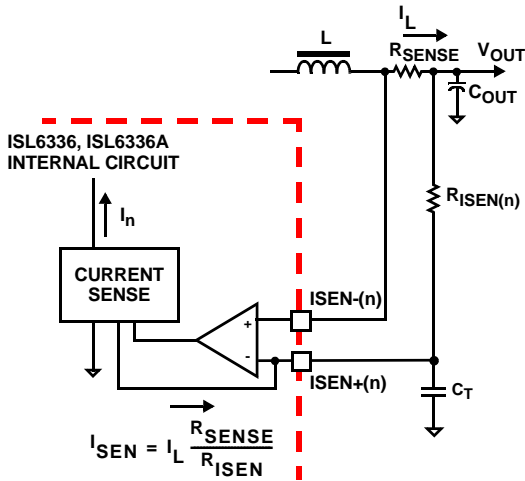 I_L
L
R_SENSE
V_OUT
C_OUT
ISL6336, ISL6336A
INTERNAL CIRCUIT
I_n
R_ISEN(n)
CURRENT
SENSE
ISEN-(n)
+
-
ISEN+(n)
C_T
I_SEN = I_L R_SENSE / R_ISEN